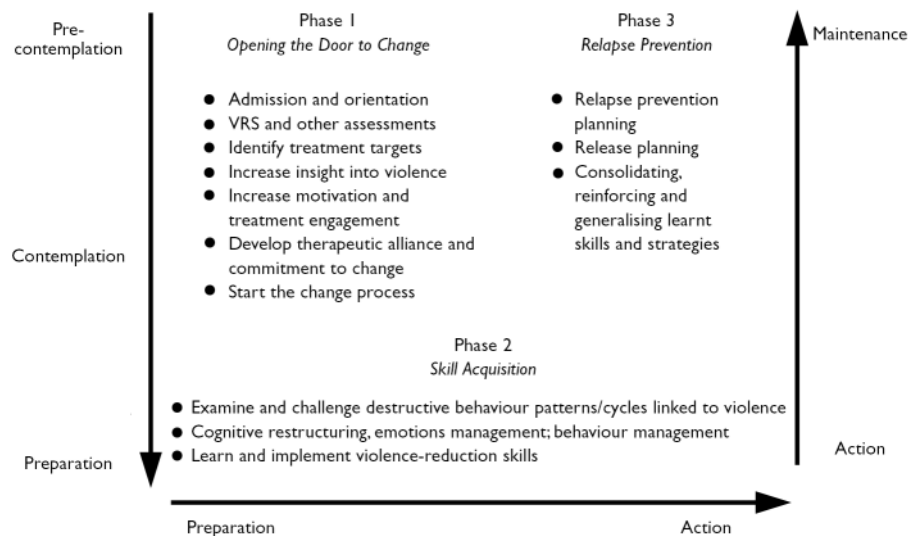 Pre-
contemplation
Contemplation
Preparation
Phase 1
Opening the Door to Change
● Admission and orientation
● VRS and other assessments
● Identify treatment targets
● Increase insight into violence
● Increase motivation and
treatment engagement
● Develop therapeutic alliance and
commitment to change
● Start the change process
Phase 3
Relapse Prevention
● Relapse prevention
planning
● Release planning
● Consolidating,
reinforcing and
generalising learnt
skills and strategies
Maintenance
Action
Phase 2
Skill Acquisition
● Examine and challenge destructive behaviour patterns/cycles linked to violence
● Cognitive restructuring, emotions management; behaviour management
● Learn and implement violence-reduction skills
Preparation
Action